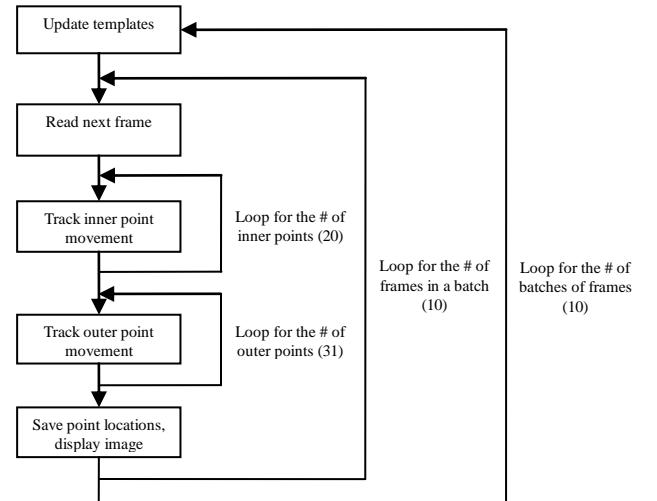 Update templates
Read next frame
Track inner point
movement
Loop for the # of
inner points (20)
Loop for the # of
frames in a batch
(10)
Loop for the # of
batches of frames
(10)
Track outer point
movement
Loop for the # of
outer points (31)
Save point locations,
display image